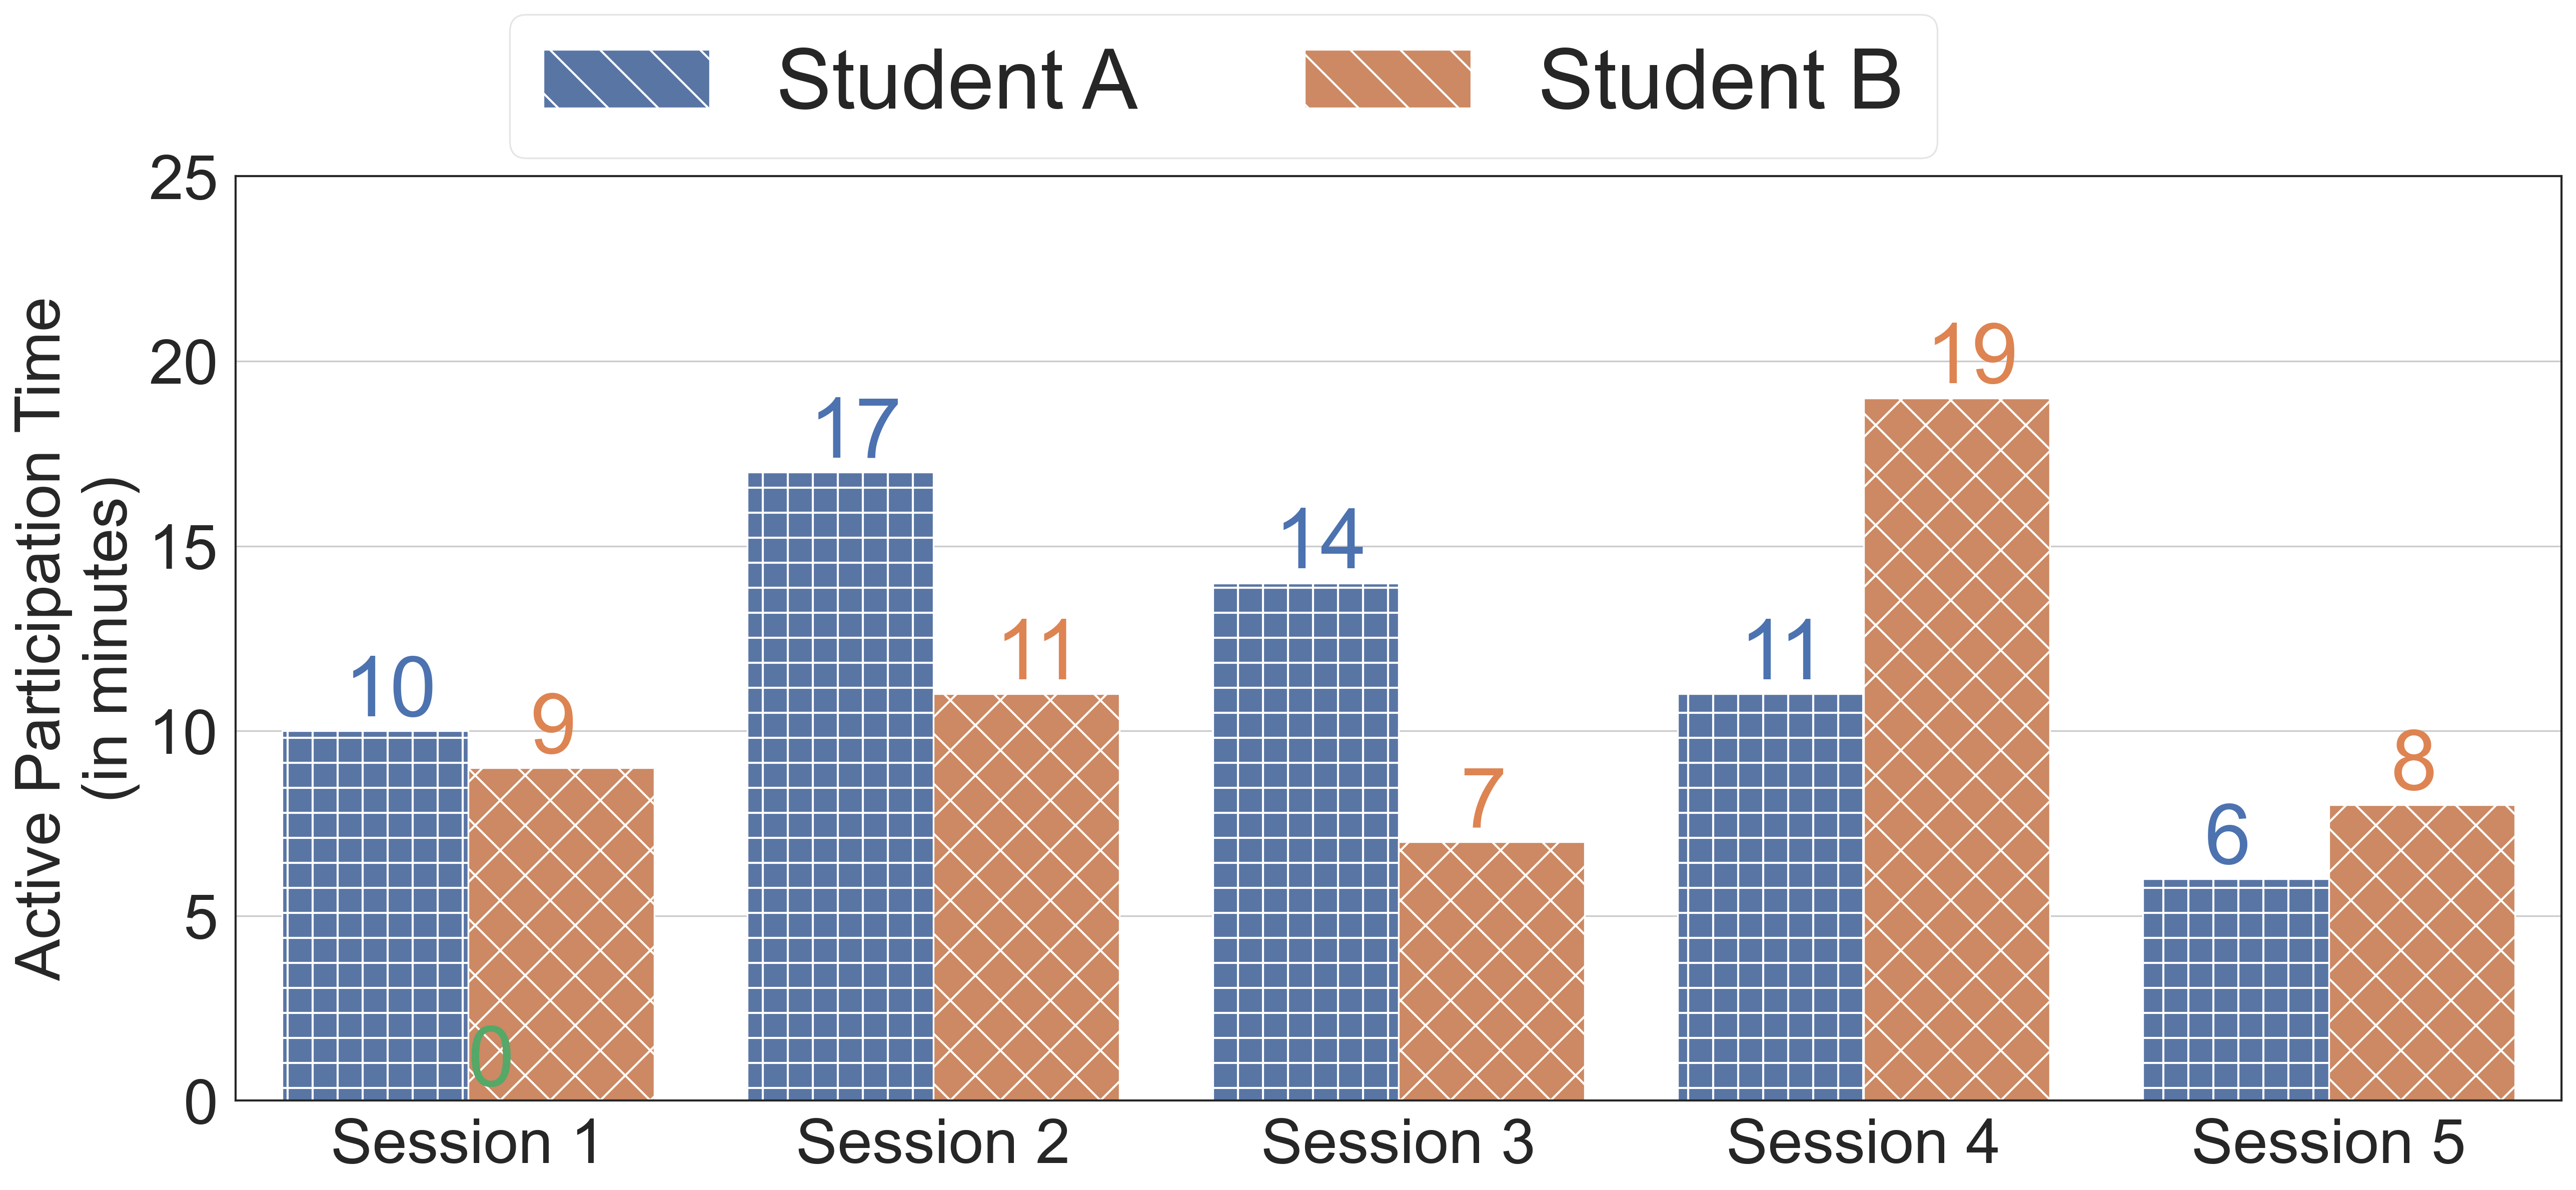 Student A
Student B
Active Participation Time
(in minutes)
25
20
15
10
5
0
10
9
0
17
11
14
7
11
19
6
8
Session 1
Session 2
Session 3
Session 4
Session 5